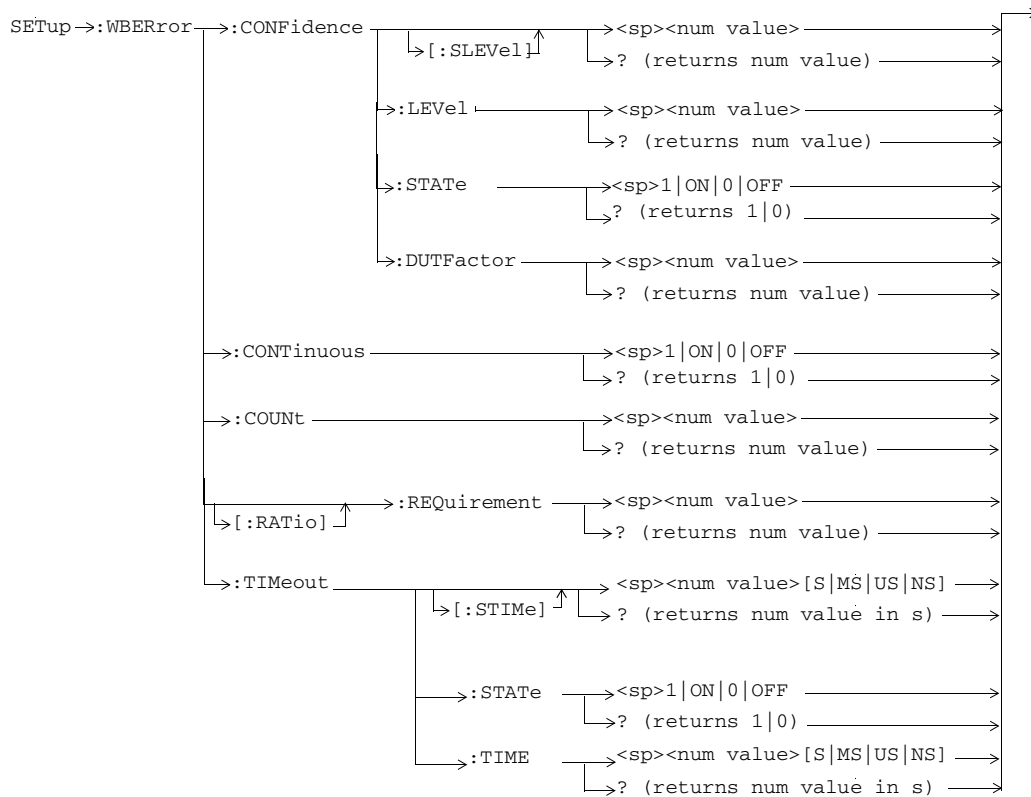 SETup :WBERror :CONFidence <sp><num value>
[:SLEVel] ? (returns num value)
:LEVel <sp><num value>
? (returns num value)
:STATe <sp>1|ON|0|OFF
? (returns 1|0)
:DUTFactor <sp><num value>
? (returns num value)
:CONTinuous <sp>1|ON|0|OFF
? (returns 1|0)
:COUNt <sp><num value>
? (returns num value)
:REQuirement <sp><num value>
[:RATio] ? (returns num value)
:TIMeout <sp><num value>[S|MS|US|NS]
[:STIMe] ? (returns num value in s)
:STATe <sp>1|ON|0|OFF
? (returns 1|0)
:TIME <sp><num value>[S|MS|US|NS]
? (returns num value in s)